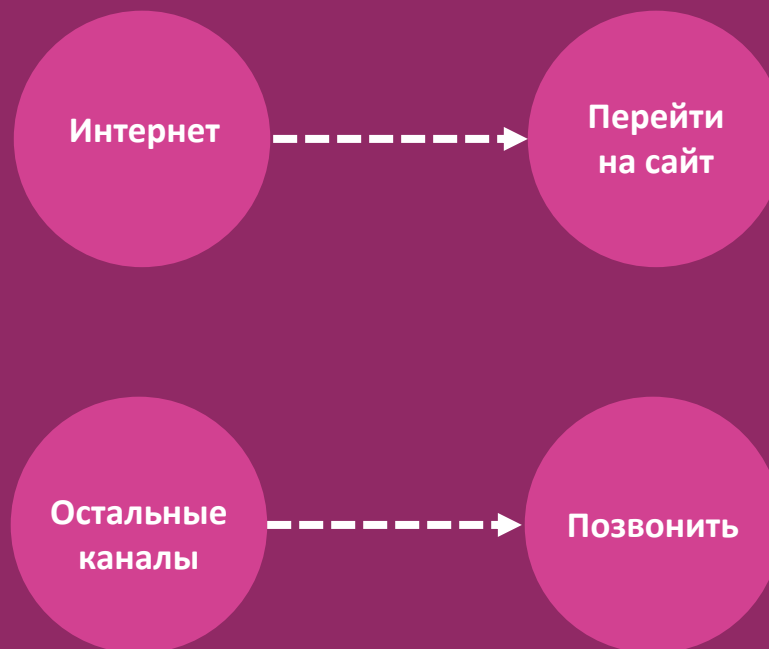 Интернет
Перейти
на сайт
Остальные
каналы
Позвонить